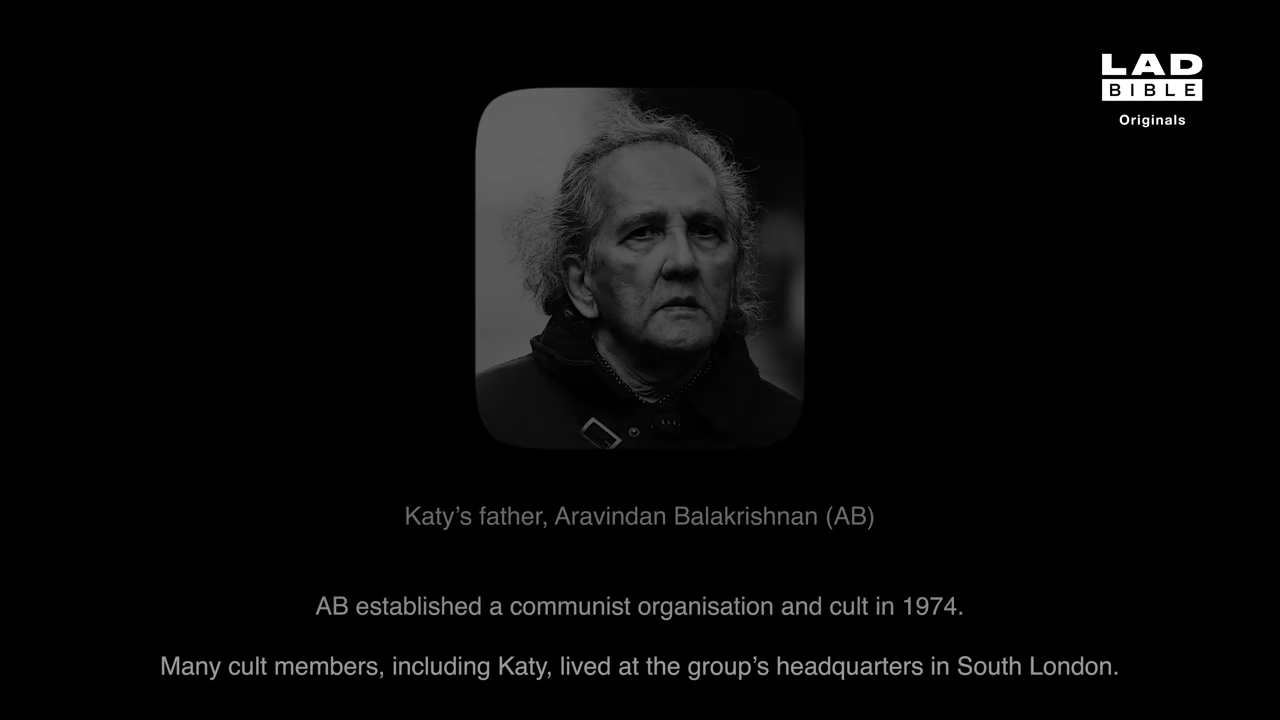 LAD
BIBLE
Originals
Katy’s father, Aravindan Balakrishnan (AB)
AB established a communist organisation and cult in 1974.
Many cult members, including Katy, lived at the group’s headquarters in South London.